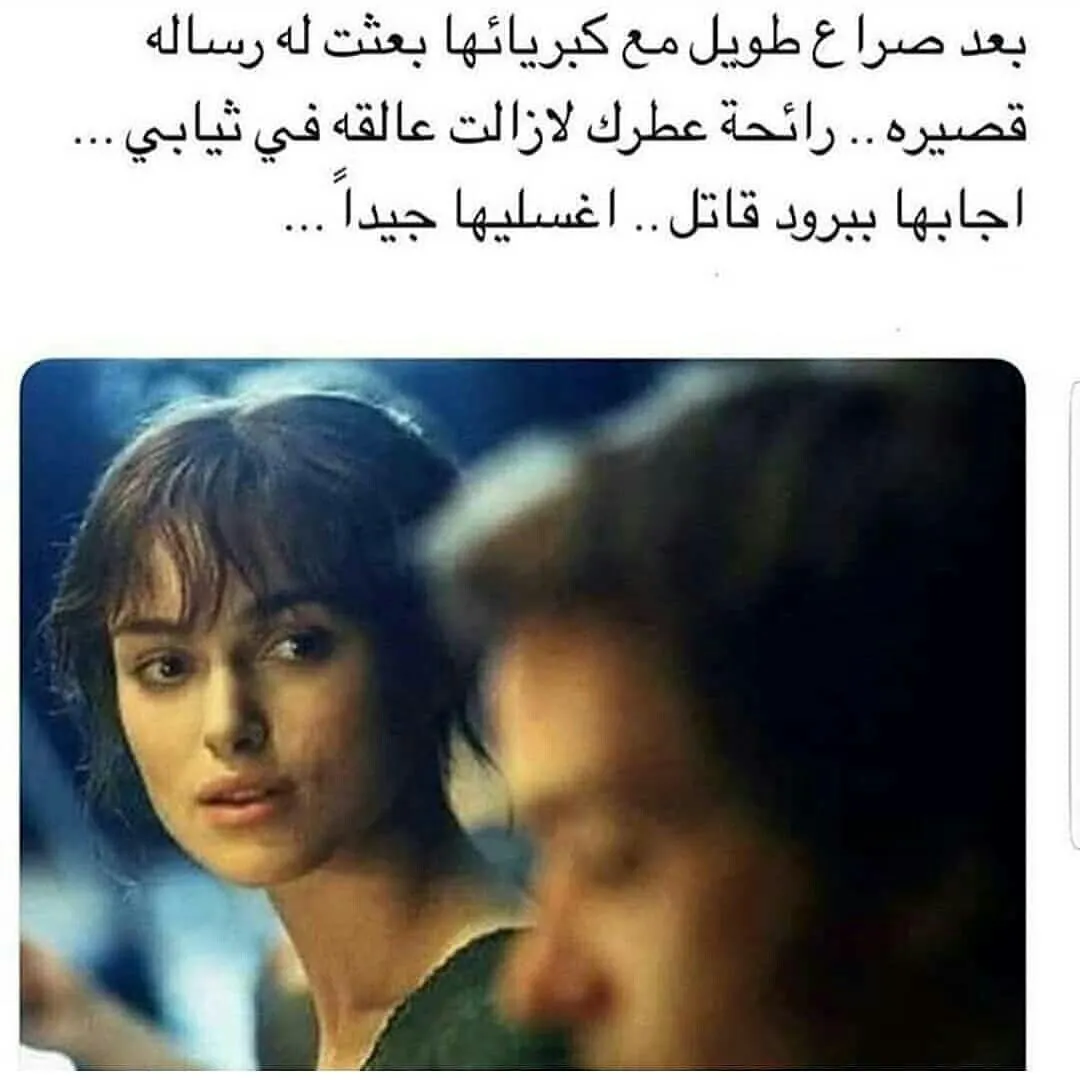 بعد صراع طويل مع كبريائها بعثت له رساله
قصيره .. رائحة عطرك لازالت عالقه في ثيابي ...
اجابها ببرود قاتل .. اغسليها جيداً ...